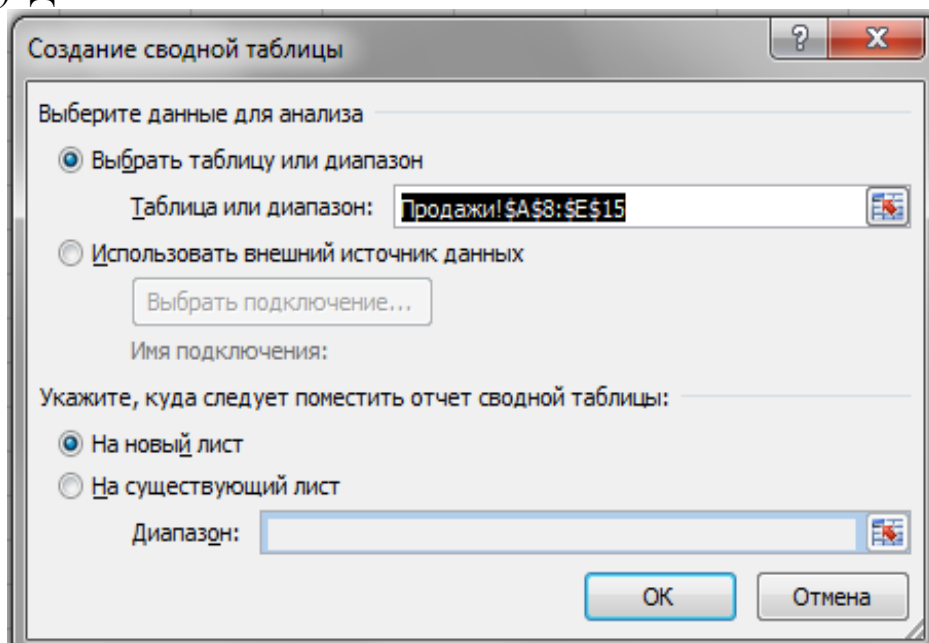 Создание сводной таблицы
Выберите данные для анализа
Выбрать таблицу или диапазон
Таблица или диапазон: Продажи!$A$8:$E$15
Использовать внешний источник данных
Выбрать подключение...
Имя подключения:
Укажите, куда следует поместить отчет сводной таблицы:
На новый лист
На существующий лист
Диапазон:
ОК Отмена